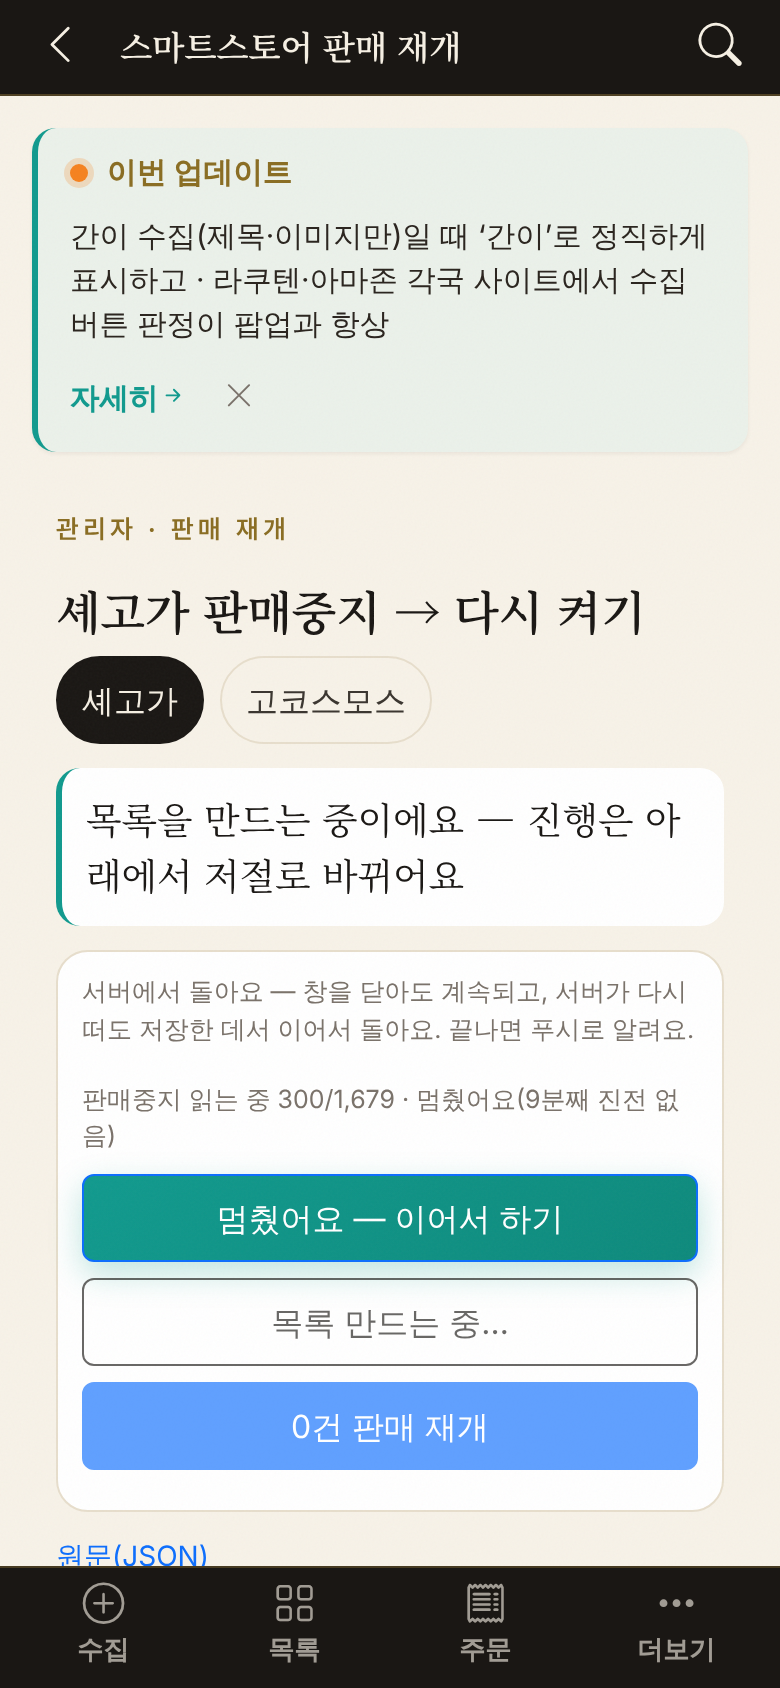 스마트스토어 판매 재개
이번 업데이트
간이 수집(제목·이미지만)일 때 ‘간이’로 정직하게
표시하고 · 라쿠텐·아마존 각국 사이트에서 수집
버튼 판정이 팝업과 항상
자세히 →
관리자 · 판매 재개
셰고가 판매중지 → 다시 켜기
셰고가 고코스모스
목록을 만드는 중이에요 — 진행은 아
래에서 저절로 바뀌어요
서버에서 돌아요 — 창을 닫아도 계속되고, 서버가 다시
떠도 저장한 데서 이어서 돌아요. 끝나면 푸시로 알려요.
판매중지 읽는 중 300/1,679 · 멈췄어요(9분째 진전 없
음)
멈췄어요 — 이어서 하기
목록 만드는 중...
0건 판매 재개
원문(JSON)
수집 목록 주문 더보기